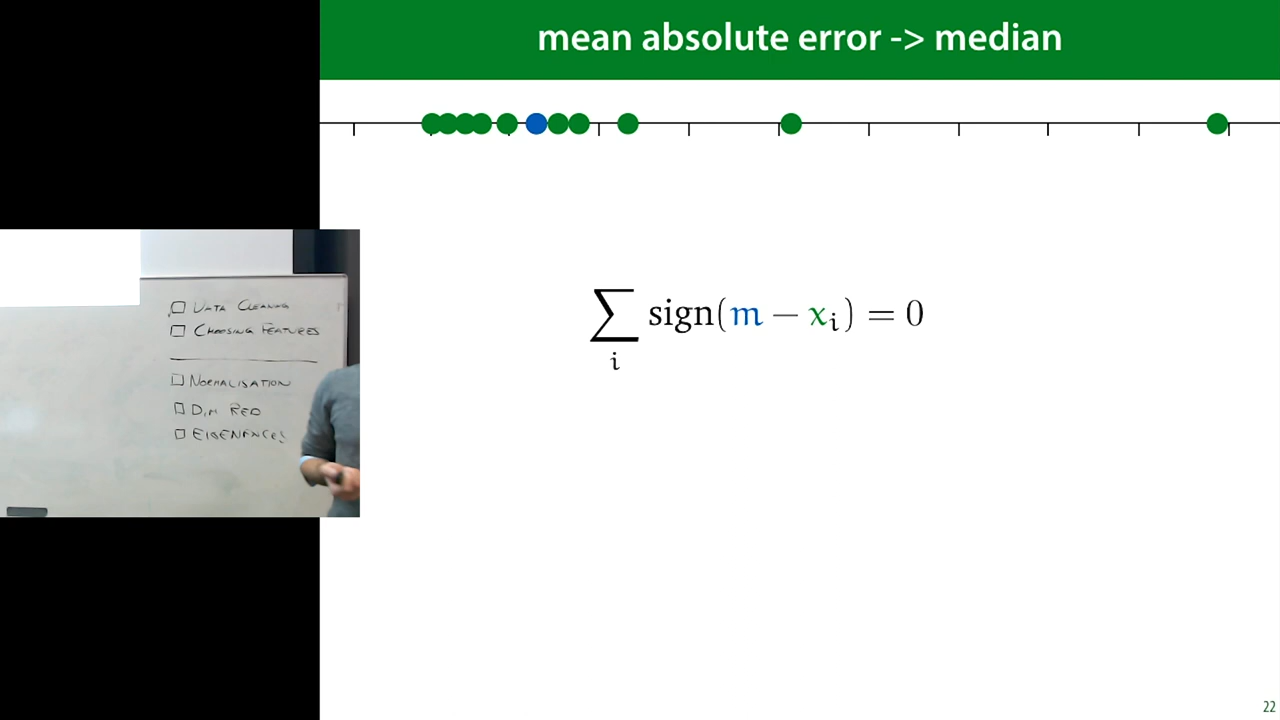 mean absolute error -> median
∑ᵢ sign(m − xᵢ) = 0
DATA CLEANING
CHOOSING FEATURES
NORMALISATION
DIM RED
EIGENFACES
22